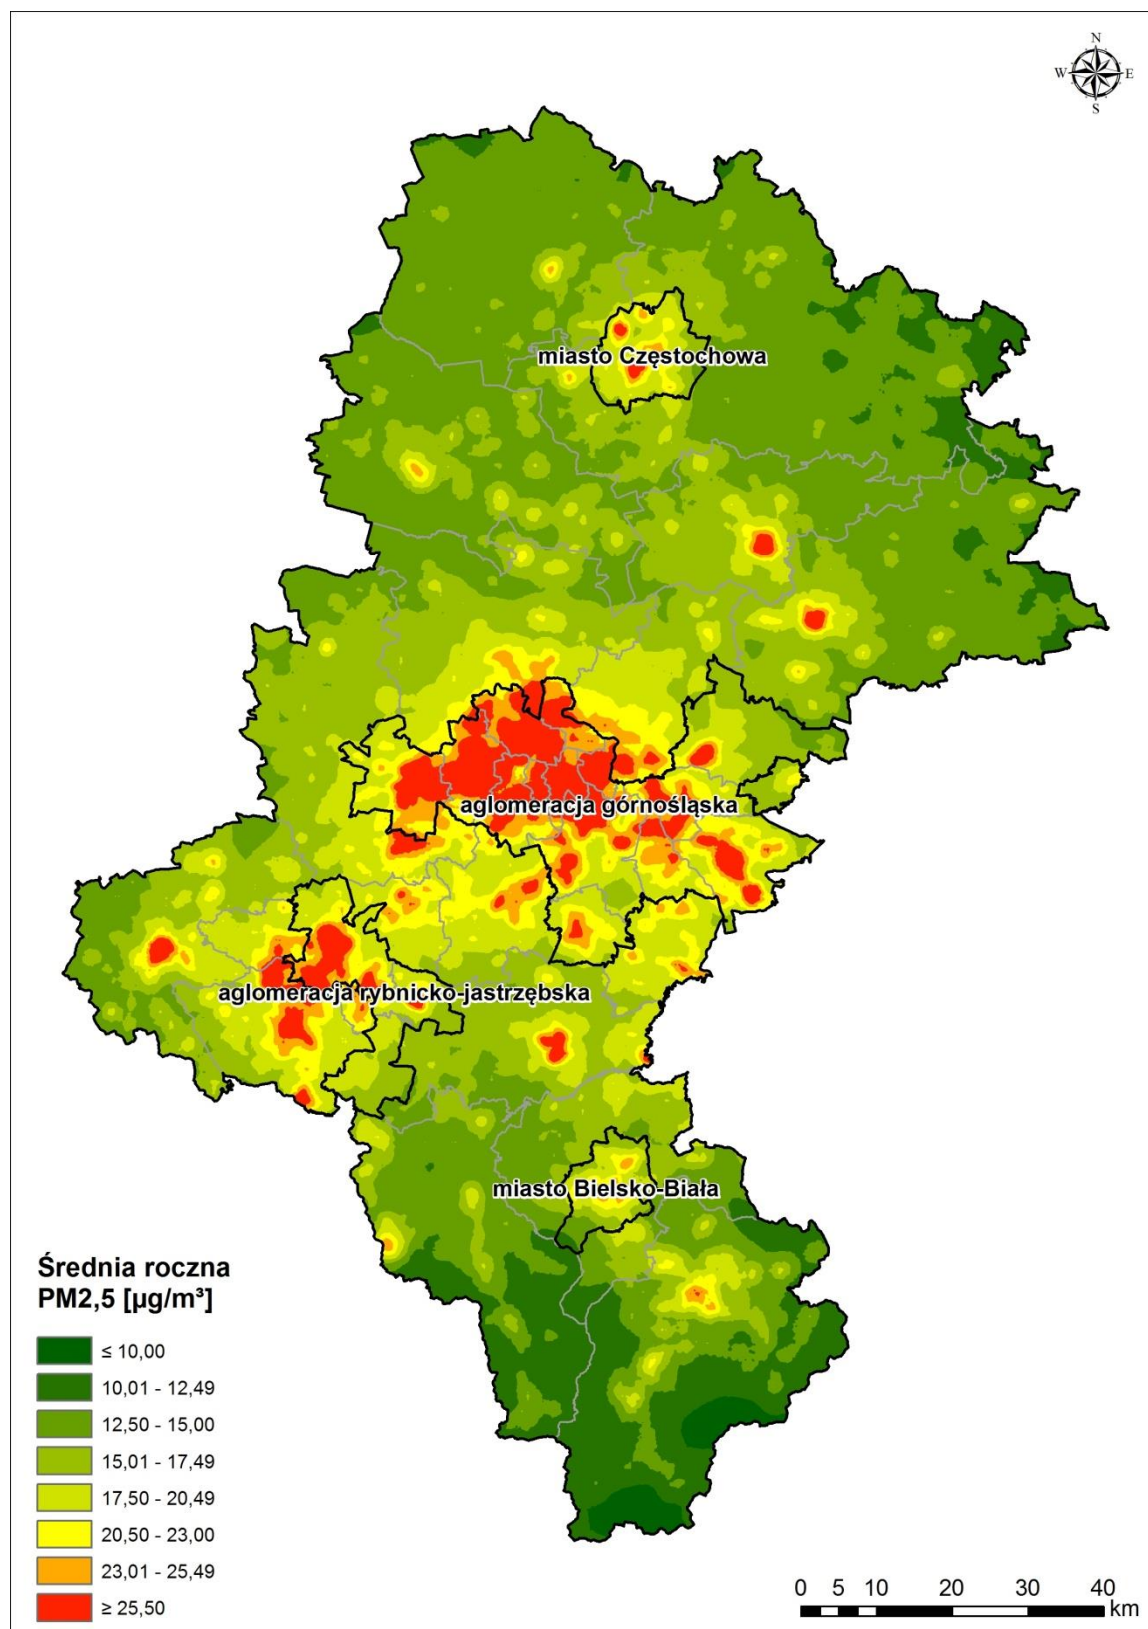 N
W E
S
miasto Częstochowa
aglomeracja górnośląska
aglomeracja rybnicko-jastrzębska
miasto Bielsko-Biała
Średnia roczna
PM2,5 [µg/m³]
≤ 10,00
10,01 - 12,49
12,50 - 15,00
15,01 - 17,49
17,50 - 20,49
20,50 - 23,00
23,01 - 25,49
≥ 25,50
0 5 10 20 30 40
km